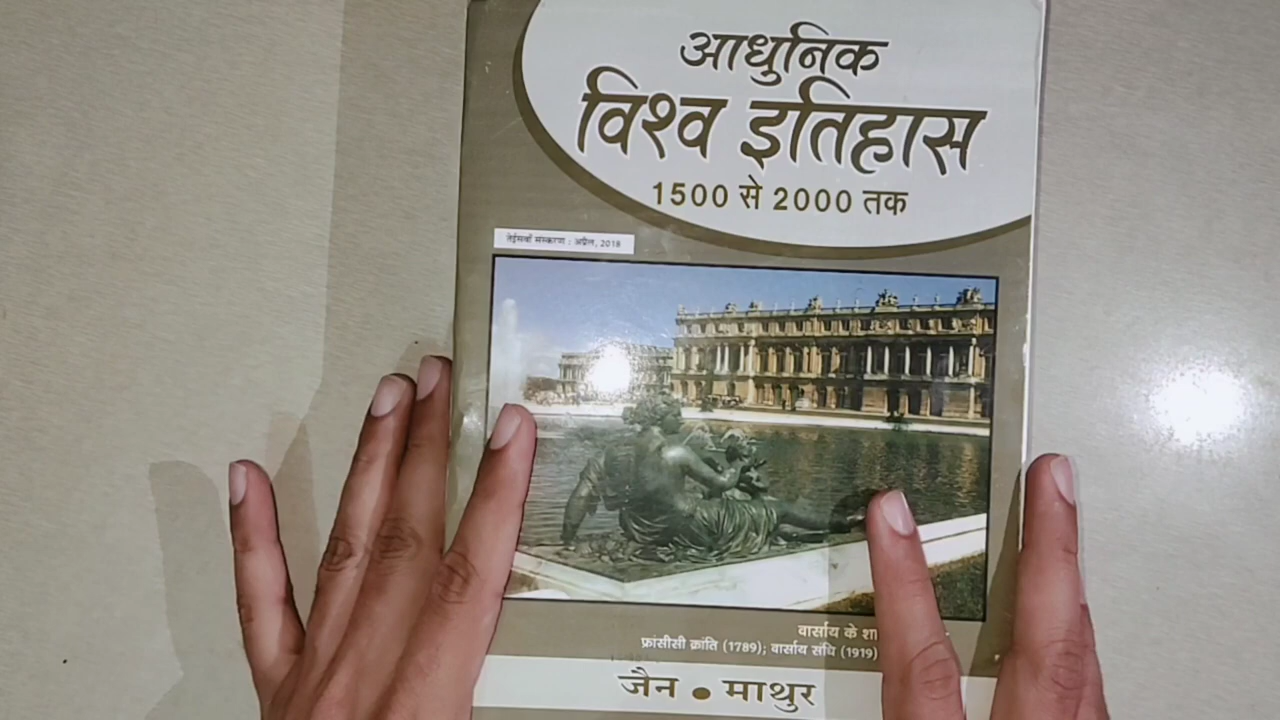 आधुनिक
विश्व इतिहास
1500 से 2000 तक
तेईसवाँ संस्करण : अप्रैल, 2018
वार्साय के
फ्रांसीसी क्रांति (1789); वार्साय संधि (1919)
जैन • माथुर